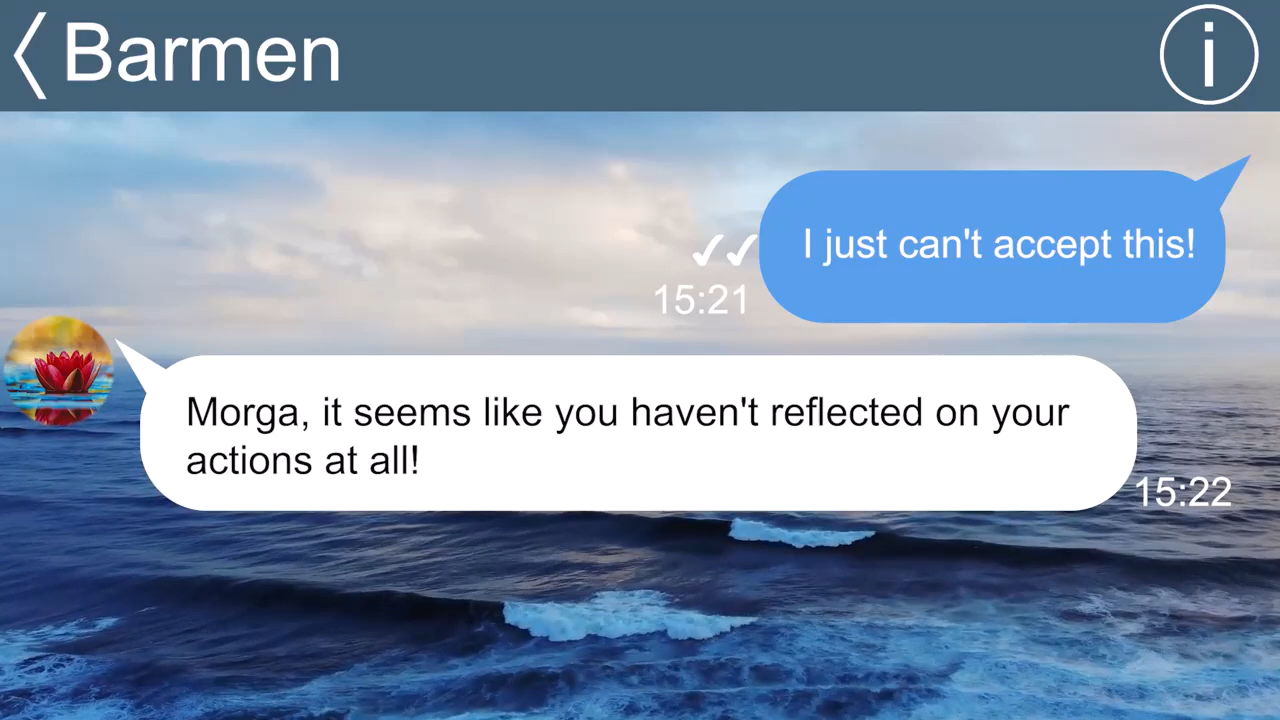 Barmen
i
I just can't accept this!
15:21
Morga, it seems like you haven't reflected on your
actions at all!
15:22